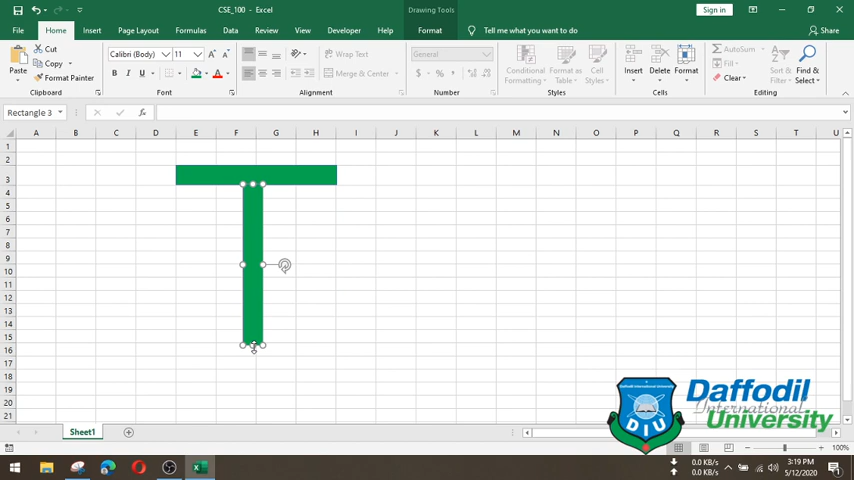 CSE_100 - Excel
Drawing Tools
Sign in
File
Home
Insert
Page Layout
Formulas
Data
Review
View
Developer
Help
Format
Tell me what you want to do
Share
Paste
Cut
Copy
Format Painter
Clipboard
Calibri (Body)
11
B I U
Font
Wrap Text
Merge & Center
Alignment
General
$ % ,
Number
Conditional Formatting
Format as Table
Cell Styles
Styles
Insert
Delete
Format
Cells
AutoSum
Fill
Clear
Sort & Filter
Find & Select
Editing
Rectangle 3
fx
A B C D E F G H I J K L M N O P Q R S T U
1
2
3
4
5
6
7
8
9
10
11
12
13
14
15
16
17
18
19
20
21
Daffodil
International
University
DIU
Sheet1
100%
0.0 KB/s
0.0 KB/s
3:19 PM
5/12/2020